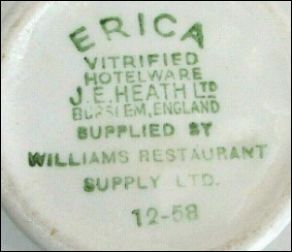 ERICA
VITRIFIED
HOTELWARE
J. E. HEATH LTD
BURSLEM, ENGLAND
SUPPLIED BY
WILLIAMS RESTAURANT
SUPPLY LTD.
12-58